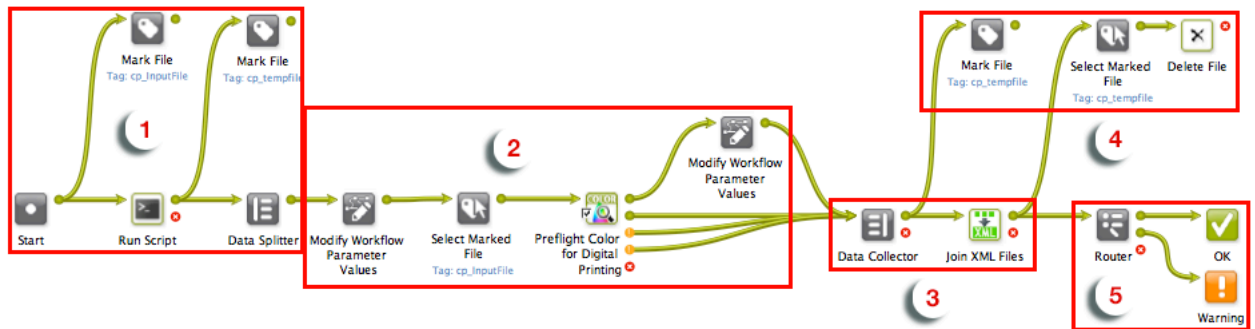 Mark File
Tag: cp_InputFile
Mark File
Tag: cp_tempfile
1
Start
Run Script
Data Splitter
2
Modify Workflow
Parameter
Values
Select Marked
File
Tag: cp_InputFile
COLOR
Preflight Color
for Digital
Printing
Modify Workflow
Parameter
Values
Data Collector
XML
Join XML Files
3
Mark File
Tag: cp_tempfile
Select Marked
File
Tag: cp_tempfile
Delete File
4
Router
OK
Warning
5